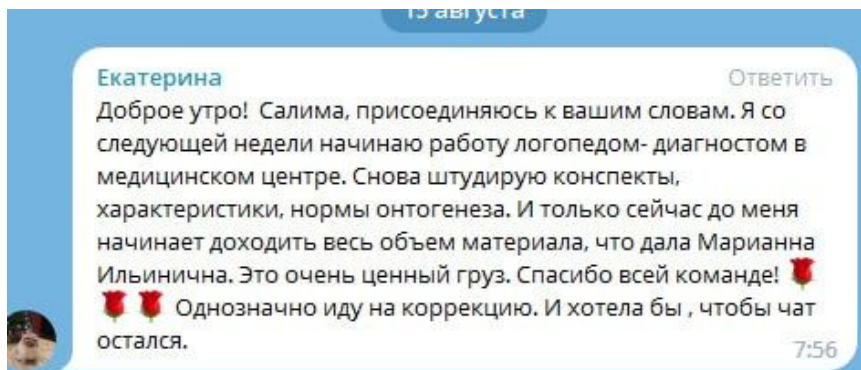 15 августа
Екатерина
Ответить
Доброе утро! Салима, присоединяюсь к вашим словам. Я со
следующей недели начинаю работу логопедом- диагностом в
медицинском центре. Снова штудирую конспекты,
характеристики, нормы онтогенеза. И только сейчас до меня
начинает доходить весь объем материала, что дала Марианна
Ильинична. Это очень ценный груз. Спасибо всей команде! 🌹
🌹 🌹 Однозначно иду на коррекцию. И хотела бы , чтобы чат
остался.
7:56